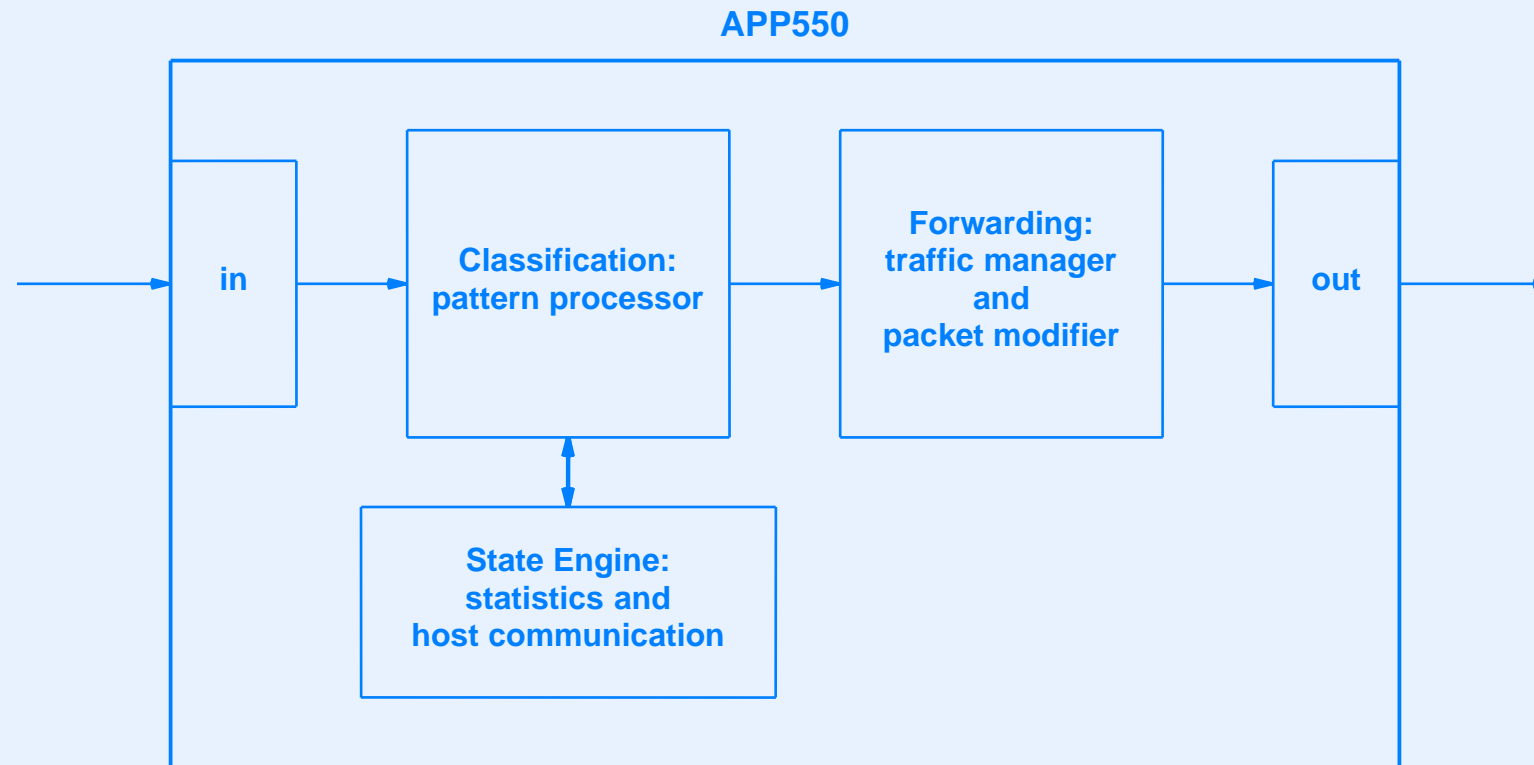 APP550
in
Classification:
pattern processor
Forwarding:
traffic manager
and
packet modifier
out
State Engine:
statistics and
host communication